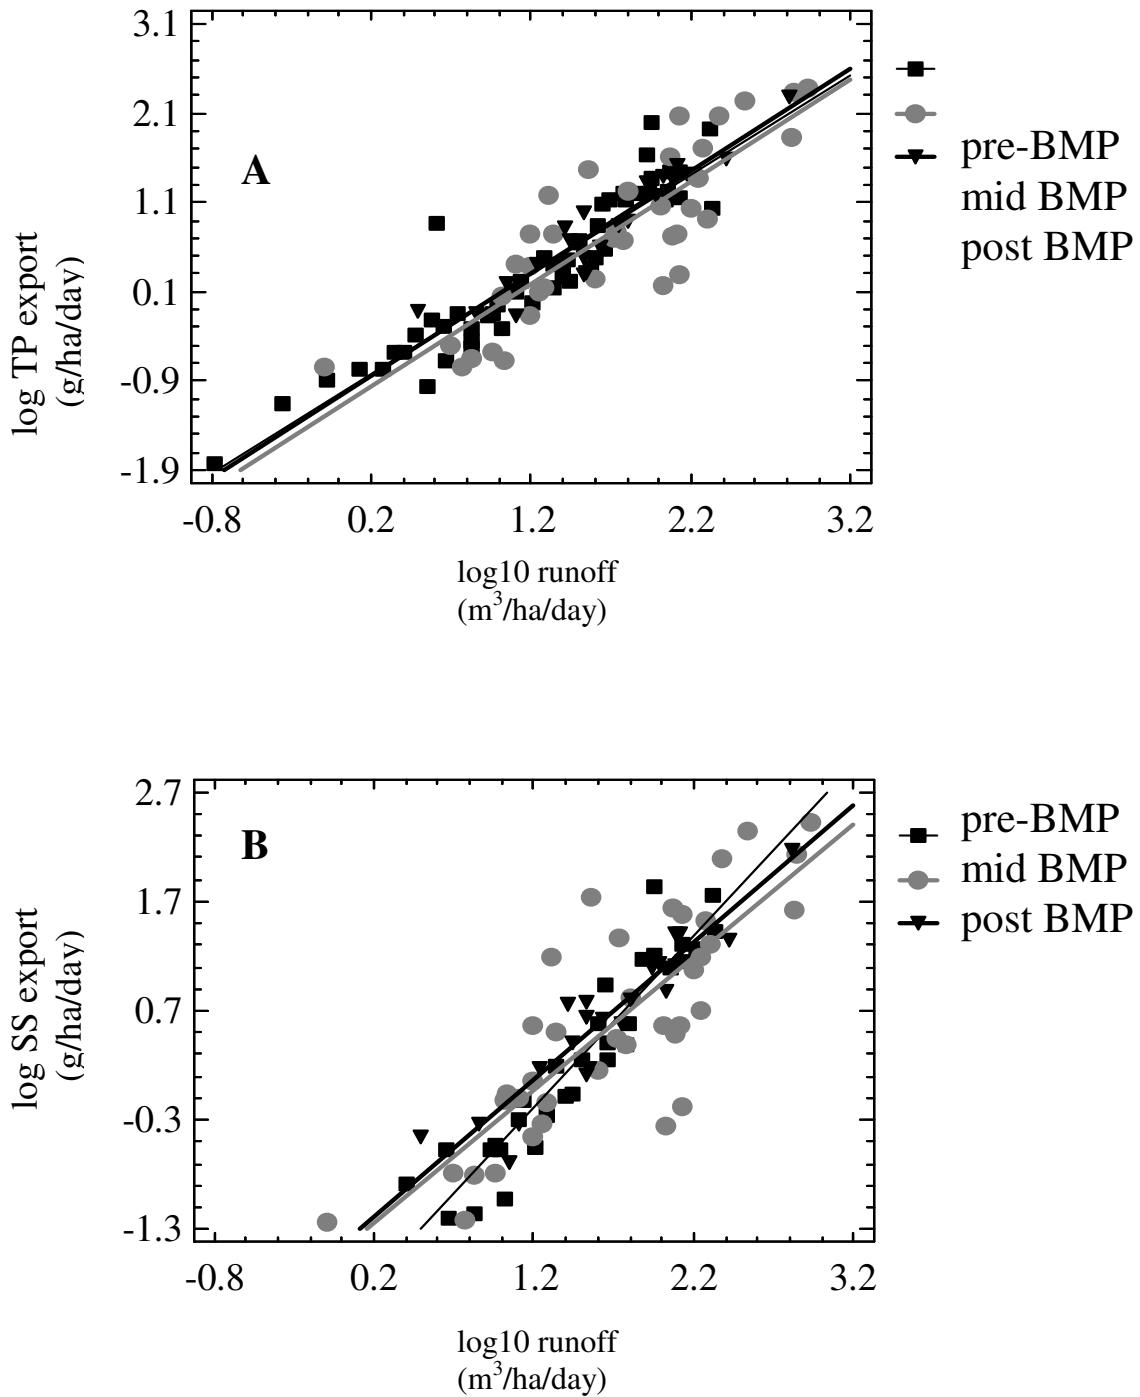 3.1
2.1
1.1
0.1
-0.9
-1.9
log TP export
(g/ha/day)
A
pre-BMP
mid BMP
post BMP
-0.8 0.2 1.2 2.2 3.2
log10 runoff
(m³/ha/day)
2.7
1.7
0.7
-0.3
-1.3
log SS export
(g/ha/day)
B
pre-BMP
mid BMP
post BMP
-0.8 0.2 1.2 2.2 3.2
log10 runoff
(m³/ha/day)